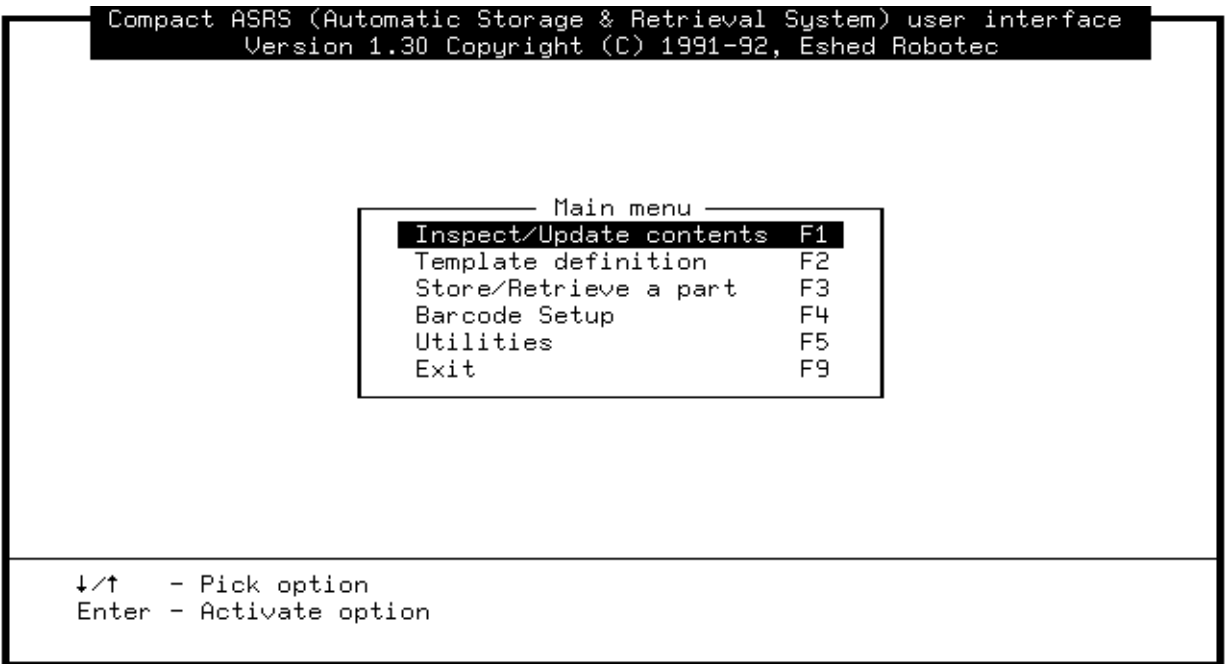 Compact ASRS (Automatic Storage & Retrieval System) user interface
Version 1.30 Copyright (C) 1991-92, Eshed Robotec
Main menu
Inspect/Update contents F1
Template definition F2
Store/Retrieve a part F3
Barcode Setup F4
Utilities F5
Exit F9
↓/↑ - Pick option
Enter - Activate option